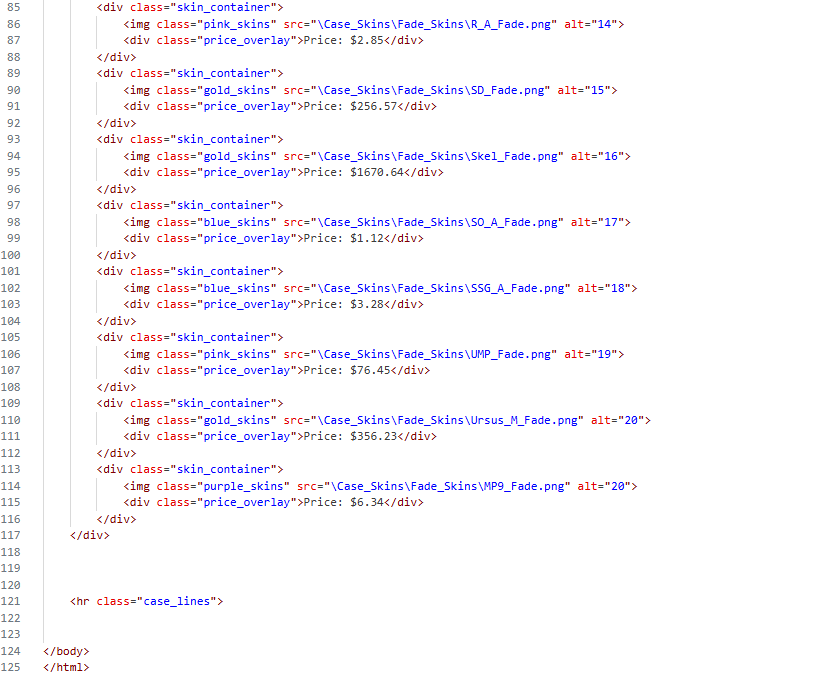 85 <div class="skin_container">
86 <img class="pink_skins" src="\Case_Skins\Fade_Skins\R_A_Fade.png" alt="14">
87 <div class="price_overlay">Price: $2.85</div>
88 </div>
89 <div class="skin_container">
90 <img class="gold_skins" src="\Case_Skins\Fade_Skins\SD_Fade.png" alt="15">
91 <div class="price_overlay">Price: $256.57</div>
92 </div>
93 <div class="skin_container">
94 <img class="gold_skins" src="\Case_Skins\Fade_Skins\Skel_Fade.png" alt="16">
95 <div class="price_overlay">Price: $1670.64</div>
96 </div>
97 <div class="skin_container">
98 <img class="blue_skins" src="\Case_Skins\Fade_Skins\SO_A_Fade.png" alt="17">
99 <div class="price_overlay">Price: $1.12</div>
100 </div>
101 <div class="skin_container">
102 <img class="blue_skins" src="\Case_Skins\Fade_Skins\SSG_A_Fade.png" alt="18">
103 <div class="price_overlay">Price: $3.28</div>
104 </div>
105 <div class="skin_container">
106 <img class="pink_skins" src="\Case_Skins\Fade_Skins\UMP_Fade.png" alt="19">
107 <div class="price_overlay">Price: $76.45</div>
108 </div>
109 <div class="skin_container">
110 <img class="gold_skins" src="\Case_Skins\Fade_Skins\Ursus_M_Fade.png" alt="20">
111 <div class="price_overlay">Price: $356.23</div>
112 </div>
113 <div class="skin_container">
114 <img class="purple_skins" src="\Case_Skins\Fade_Skins\MP9_Fade.png" alt="20">
115 <div class="price_overlay">Price: $6.34</div>
116 </div>
117 </div>
118
119
120
121 <hr class="case_lines">
122
123
124 </body>
125 </html>